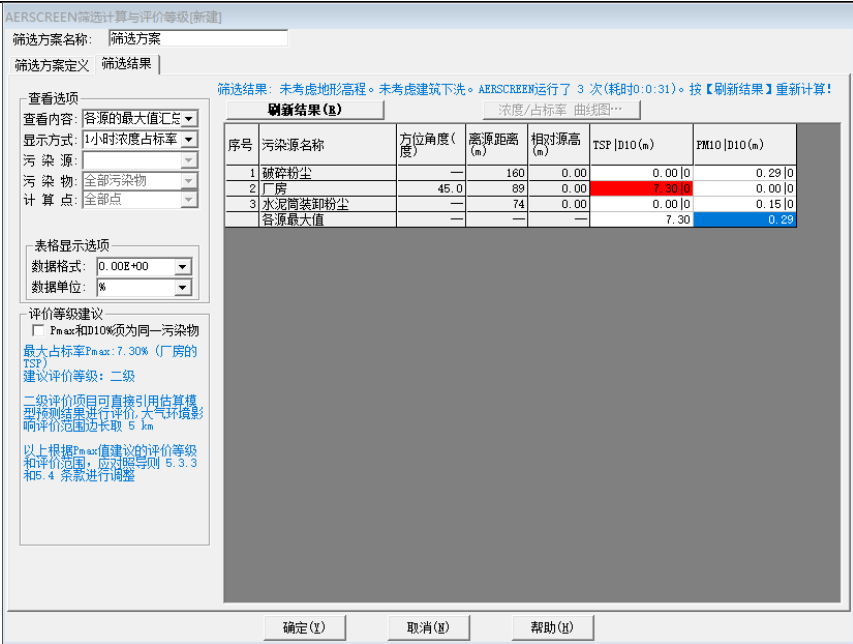 AERSCREEN筛选计算与评价等级[新建]
筛选方案名称: 筛选方案
筛选方案定义 筛选结果
筛选结果: 未考虑地形高程。未考虑建筑下洗。AERSCREEN运行了 3 次(耗时0:0:31)。按【刷新结果】重新计算!
查看选项
查看内容: 各源的最大值汇总
显示方式: 1小时浓度占标率
污 染 源:
污 染 物: 全部污染物
计 算 点: 全部点
表格显示选项
数据格式: 0.00E+00
数据单位: %
评价等级建议
Pmax和D10%须为同一污染物
最大占标率Pmax:7.30% (厂房的
TSP)
建议评价等级: 二级
二级评价项目可直接引用估算模
型预测结果进行评价,大气环境影
响评价范围边长取 5 km
以上根据Pmax值建议的评价等级
和评价范围, 应对照导则 5.3.3
和5.4 条款进行调整
刷新结果(R) 浓度/占标率 曲线图…
序号 污染源名称 方位角度(度) 离源距离(m) 相对源高(m) TSP|D10(m) PM10|D10(m)
1 破碎粉尘 — 160 0.00 0.00|0 0.29|0
2 厂房 45.0 89 0.00 7.30|0 0.00|0
3 水泥筒装卸粉尘 — 74 0.00 0.00|0 0.15|0
各源最大值 — — — 7.30 0.29
确定(Y) 取消(N) 帮助(H)